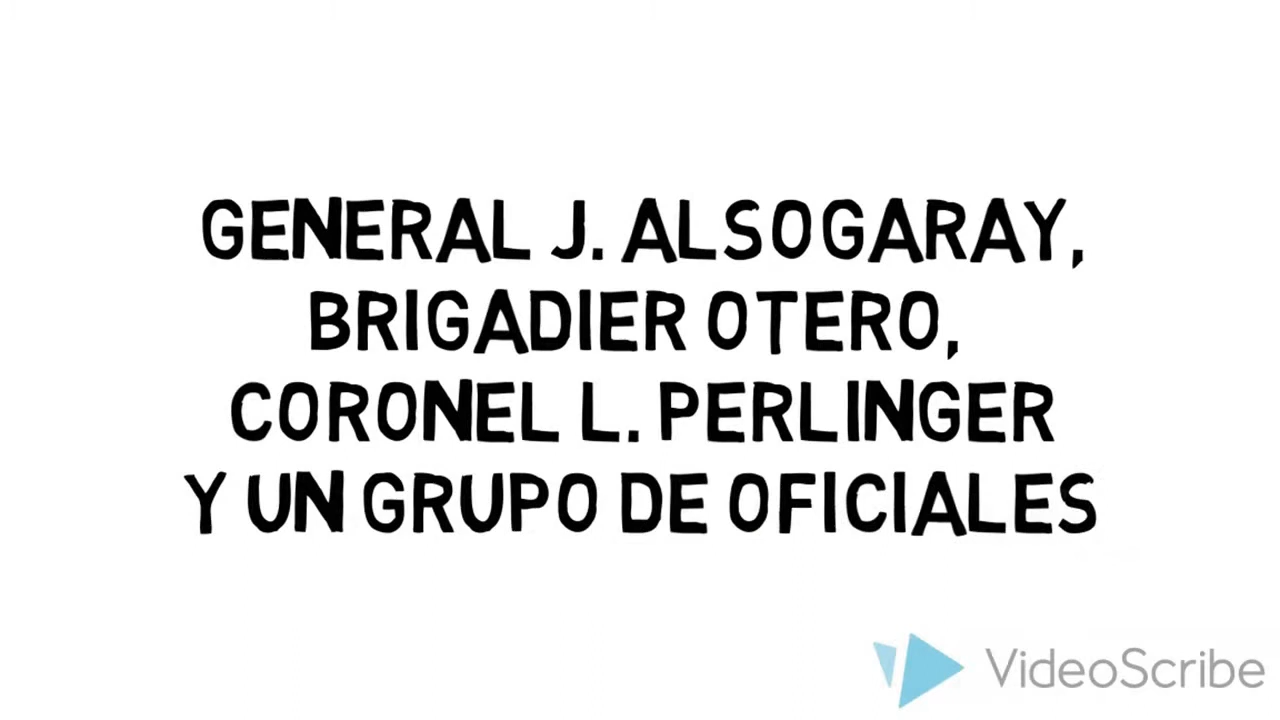 GENERAL J. ALSOGARAY,
BRIGADIER OTERO,
CORONEL L. PERLINGER
Y UN GRUPO DE OFICIALES
VideoScribe